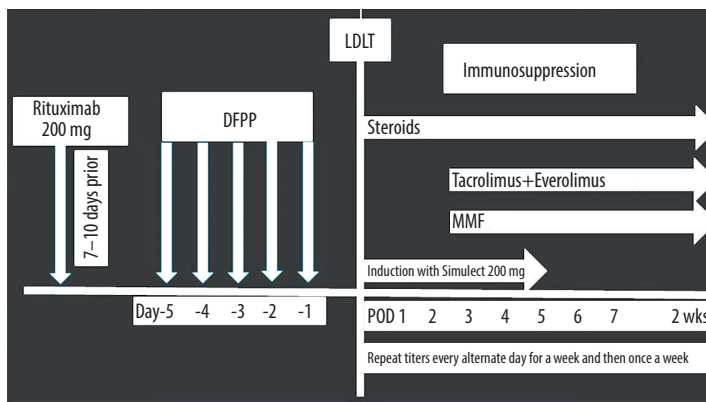 LDLT
Immunosuppression
Rituximab
200 mg
DFPP
7–10 days prior
Steroids
Tacrolimus+Everolimus
MMF
Induction with Simulect 200 mg
Day-5 -4 -3 -2 -1
POD 1 2 3 4 5 6 7 2 wks
Repeat titers every alternate day for a week and then once a week